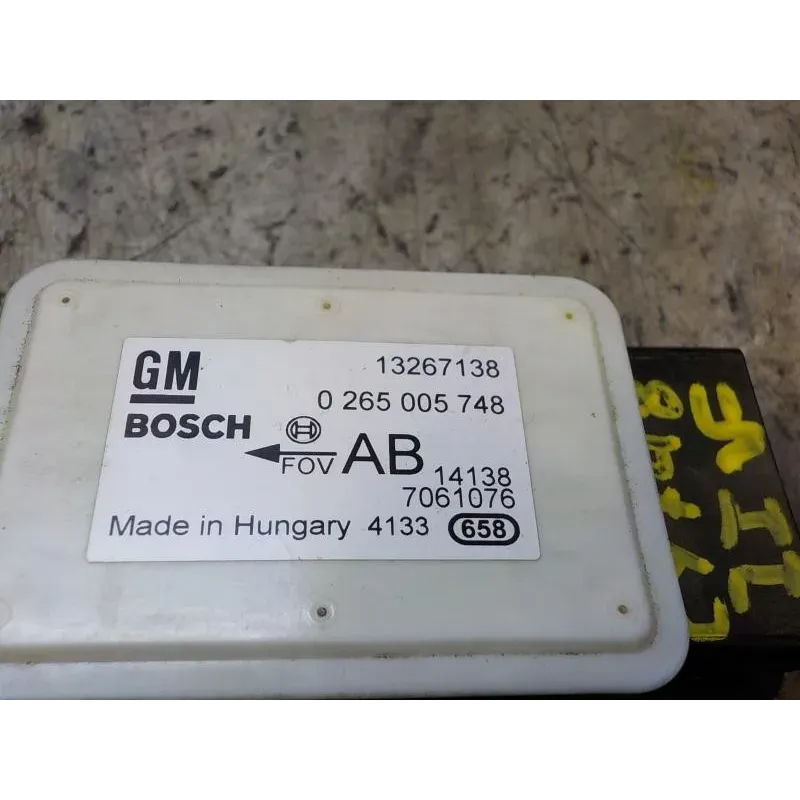 GM 13267138
BOSCH 0 265 005 748
FOV AB 14138
7061076
Made in Hungary 4133 658